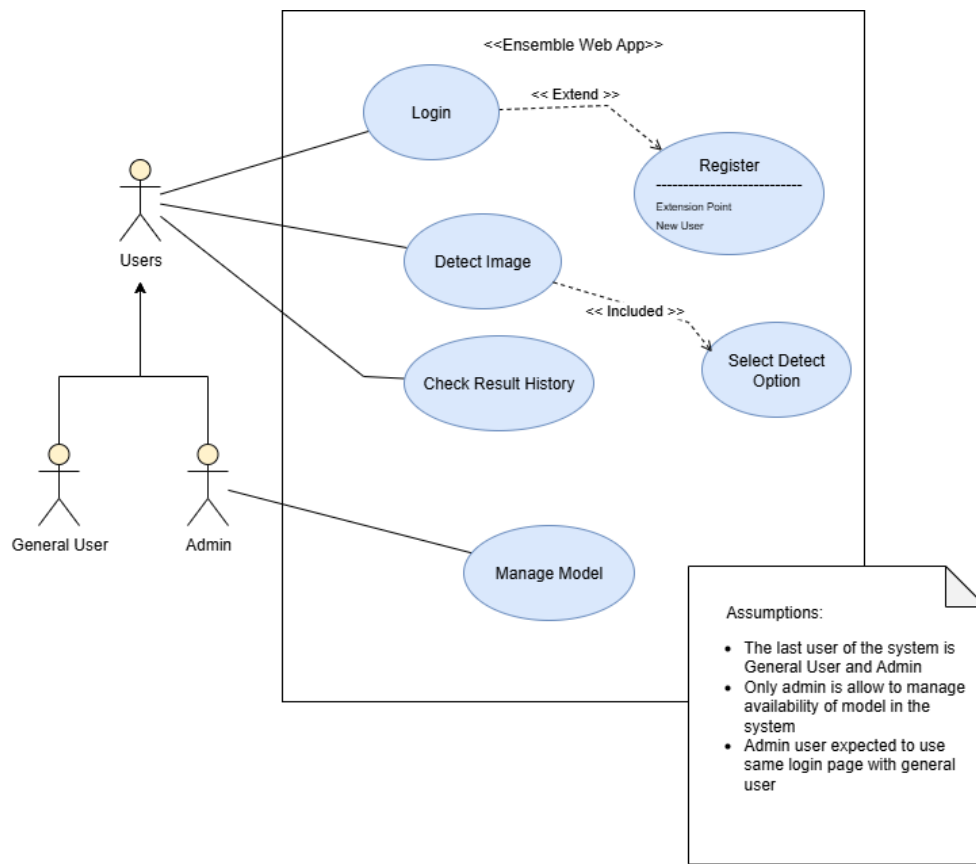 <<Ensemble Web App>>
Login
<< Extend >>
Register
----------------------------
Extension Point
New User
Users
Detect Image
<< Included >>
Select Detect
Option
Check Result History
General User
Admin
Manage Model
Assumptions:
• The last user of the system is
General User and Admin
• Only admin is allow to manage
availability of model in the
system
• Admin user expected to use
same login page with general
user